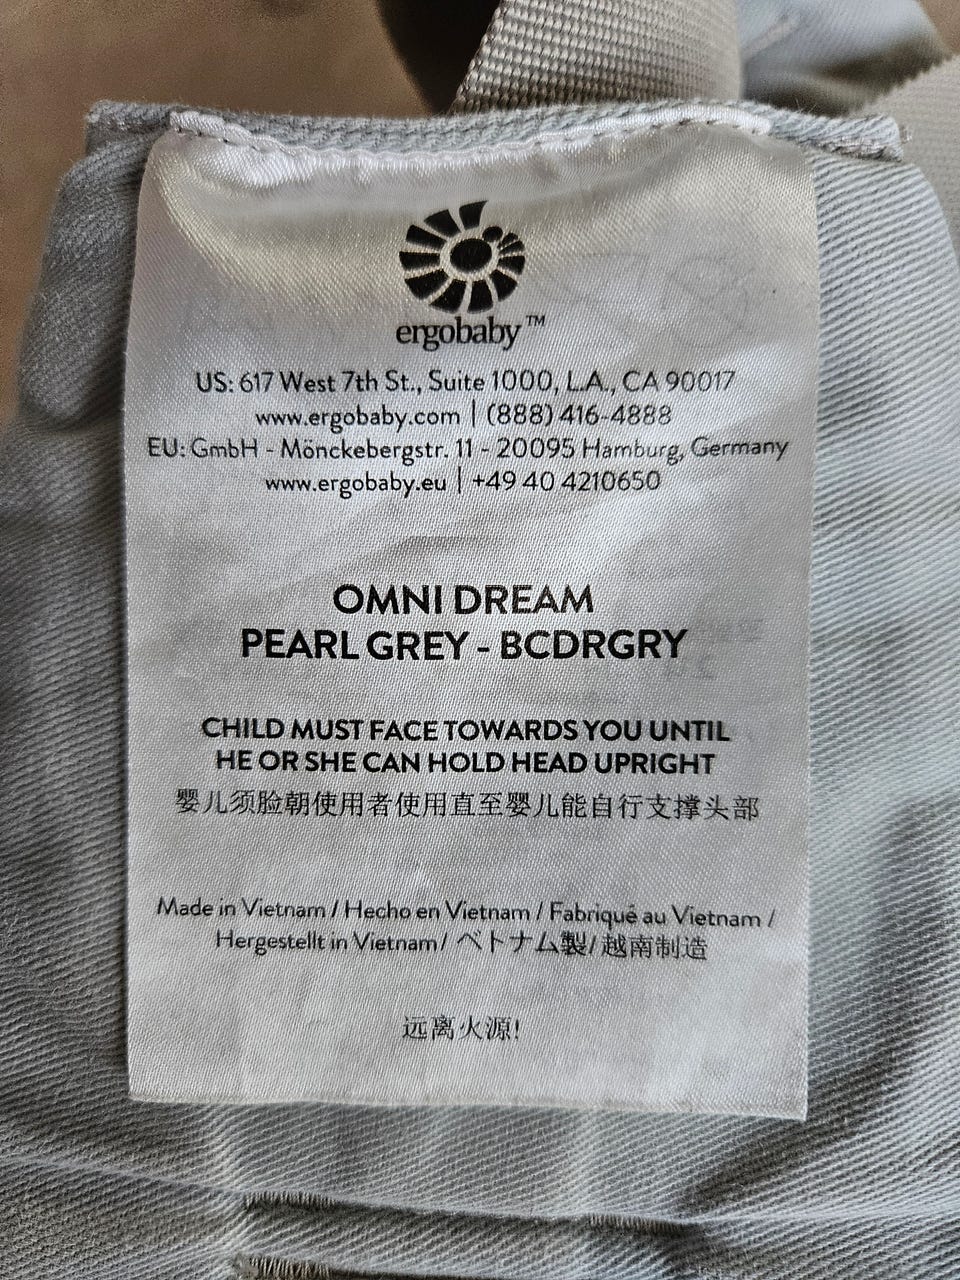 ergobaby™
US: 617 West 7th St., Suite 1000, L.A., CA 90017
www.ergobaby.com | (888) 416-4888
EU: GmbH - Mönckebergstr. 11 - 20095 Hamburg, Germany
www.ergobaby.eu | +49 40 4210650
OMNI DREAM
PEARL GREY - BCDRGRY
CHILD MUST FACE TOWARDS YOU UNTIL
HE OR SHE CAN HOLD HEAD UPRIGHT
婴儿须脸朝使用者使用直至婴儿能自行支撑头部
Made in Vietnam / Hecho en Vietnam / Fabriqué au Vietnam /
Hergestellt in Vietnam / ベトナム製/ 越南制造
远离火源!